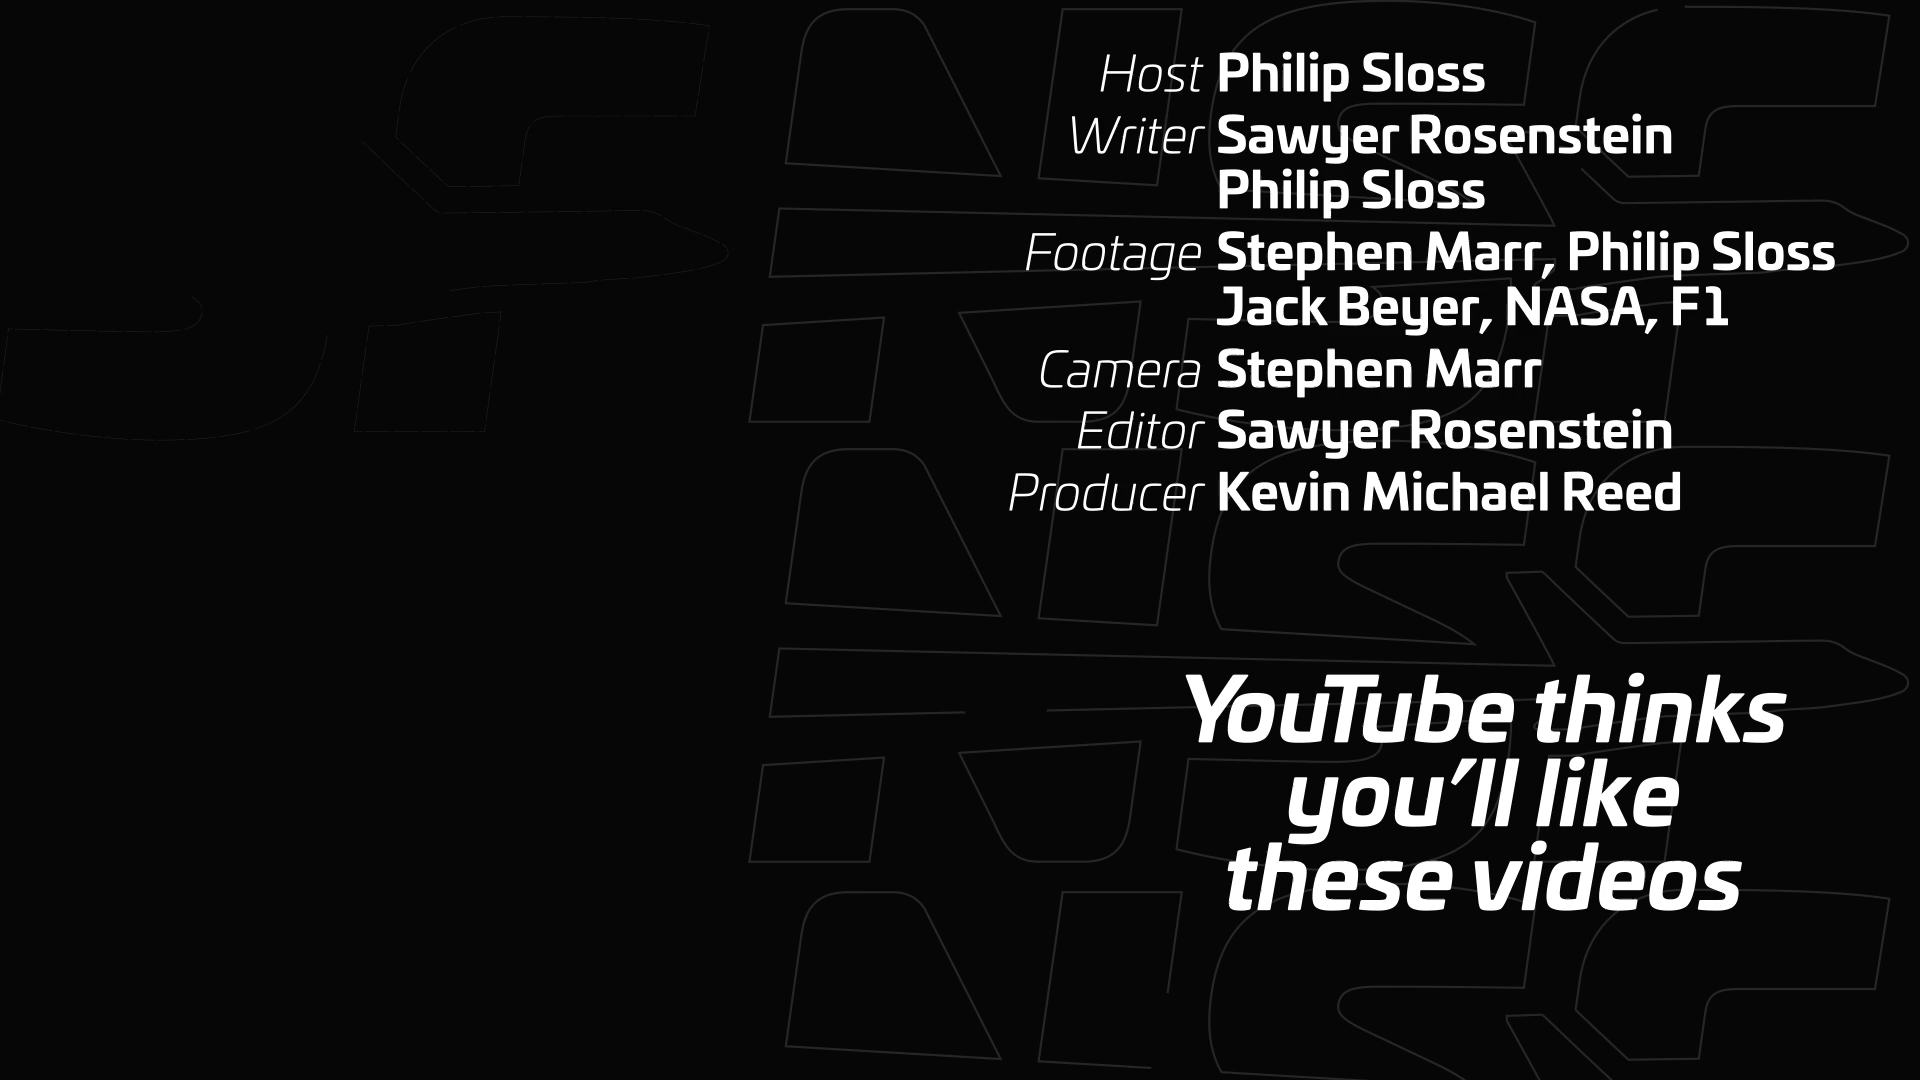 Host Philip Sloss
Writer Sawyer Rosenstein
Philip Sloss
Footage Stephen Marr, Philip Sloss
Jack Beyer, NASA, F1
Camera Stephen Marr
Editor Sawyer Rosenstein
Producer Kevin Michael Reed
YouTube thinks
you'll like
these videos